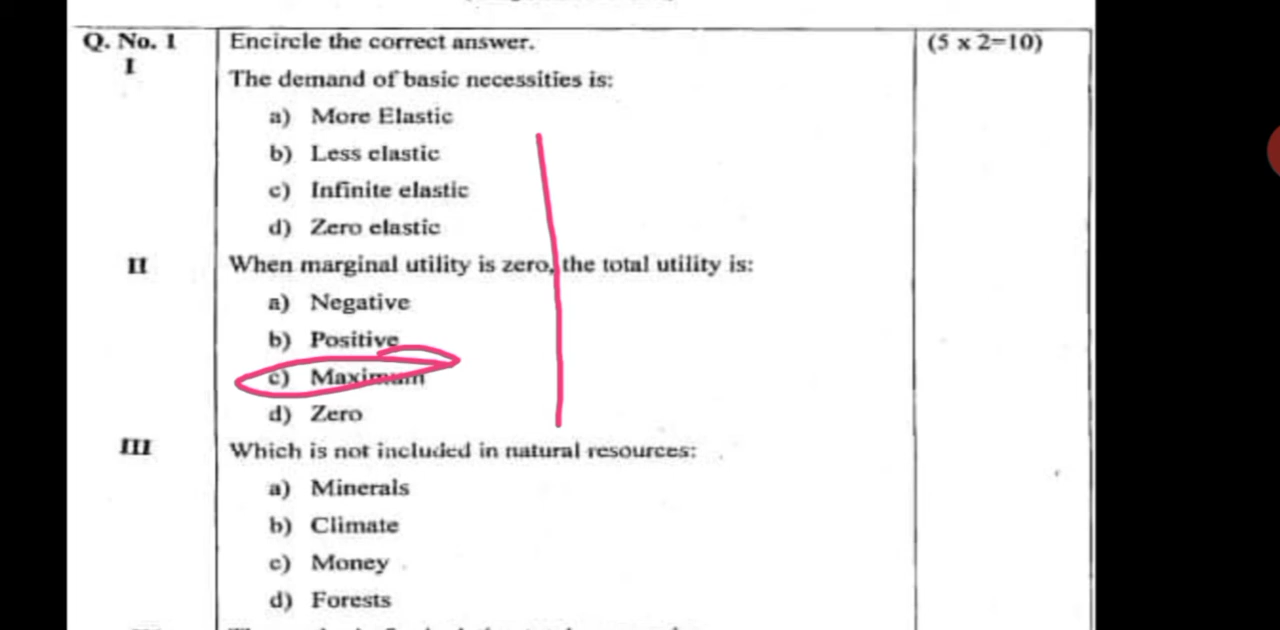 Q. No. 1 Encircle the correct answer. (5 x 2=10)
I The demand of basic necessities is:
a) More Elastic
b) Less elastic
c) Infinite elastic
d) Zero elastic
II When marginal utility is zero, the total utility is:
a) Negative
b) Positive
c) Maximum
d) Zero
III Which is not included in natural resources:
a) Minerals
b) Climate
c) Money
d) Forests